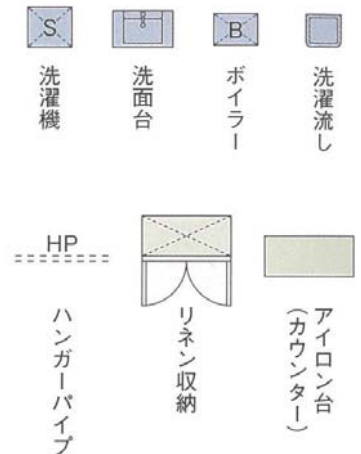 S
洗濯機
洗面台
B
ボイラー
洗濯流し
HP
ハンガーパイプ
リネン収納
アイロン台
(カウンター)